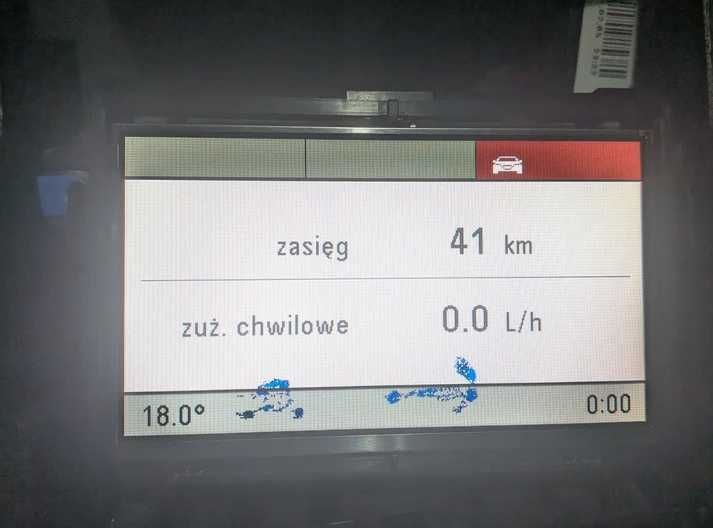 zasięg 41 km
zuż. chwilowe 0.0 L/h
18.0° 0:00